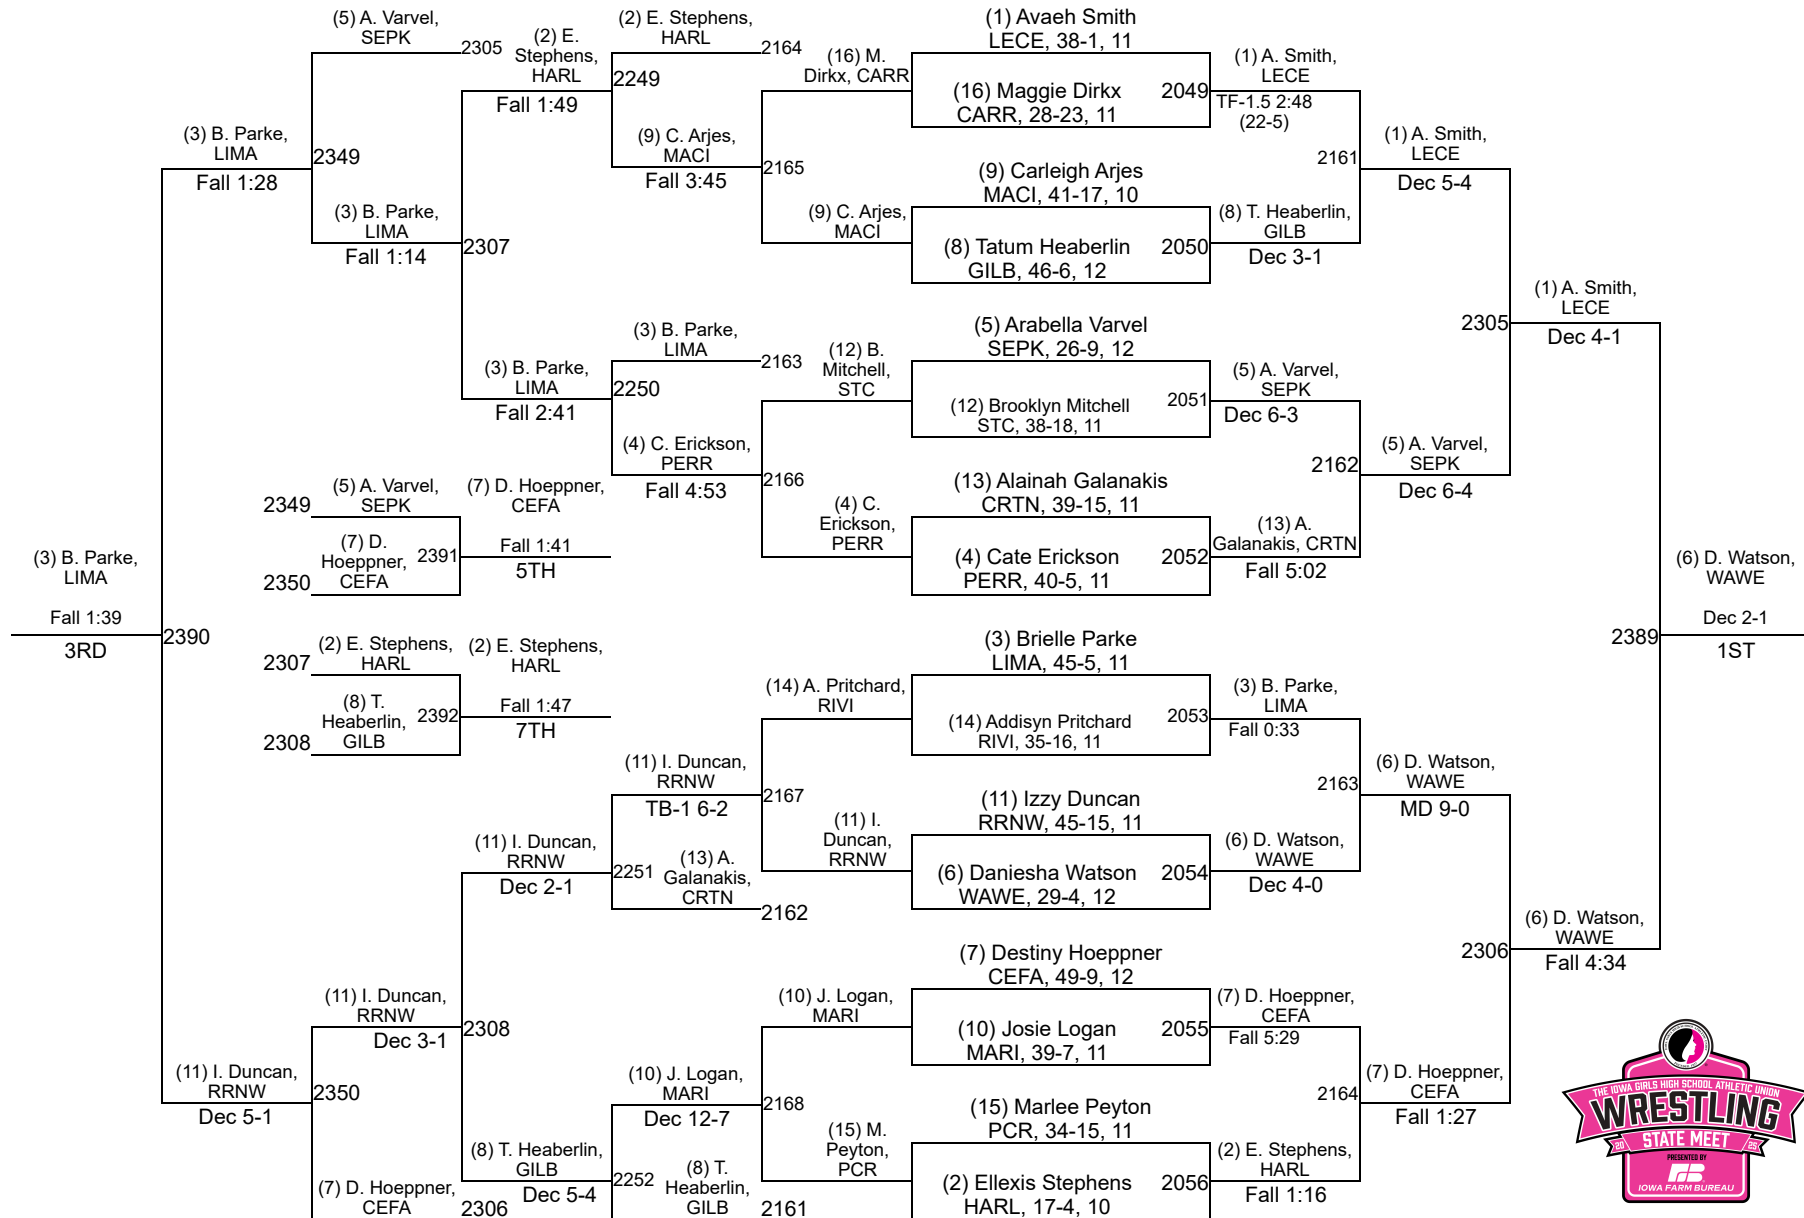 (5) A. Varvel,
SEPK
2305
(2) E.
Stephens,
HARL
Fall 1:49
(2) E. Stephens,
HARL
2164
2249
(3) B. Parke,
LIMA
Fall 1:28
2349
(9) C. Arjes,
MACI
Fall 3:45
2165
(3) B. Parke,
LIMA
Fall 1:14
2307
(16) M.
Dirkx, CARR
(9) C. Arjes,
MACI
(1) Avaeh Smith
LECE, 38-1, 11
(16) Maggie Dirkx
CARR, 28-23, 11
2049
(1) A. Smith,
LECE
TF-1.5 2:48
(22-5)
(9) Carleigh Arjes
MACI, 41-17, 10
(8) Tatum Heaberlin
GILB, 46-6, 12
2050
(8) T. Heaberlin,
GILB
Dec 3-1
2161
(1) A. Smith,
LECE
Dec 5-4
(3) B. Parke,
LIMA
Fall 2:41
2250
(3) B. Parke,
LIMA
2163
(4) C. Erickson,
PERR
Fall 4:53
2166
(12) B.
Mitchell,
STC
(4) C.
Erickson,
PERR
(5) Arabella Varvel
SEPK, 26-9, 12
(12) Brooklyn Mitchell
STC, 38-18, 11
2051
(5) A. Varvel,
SEPK
Dec 6-3
(13) Alainah Galanakis
CRTN, 39-15, 11
(4) Cate Erickson
PERR, 40-5, 11
2052
(13) A.
Galanakis, CRTN
Fall 5:02
2162
(5) A. Varvel,
SEPK
Dec 6-4
2305
(1) A. Smith,
LECE
Dec 4-1
2349
(5) A. Varvel,
SEPK
2350
(7) D.
Hoeppner,
CEFA
2391
(7) D. Hoeppner,
CEFA
Fall 1:41
5TH
(3) B. Parke,
LIMA
Fall 1:39
3RD
2390
2307
(2) E. Stephens,
HARL
2308
(8) T.
Heaberlin,
GILB
2392
(2) E. Stephens,
HARL
Fall 1:47
7TH
2389
(6) D. Watson,
WAWE
Dec 2-1
1ST
(14) A. Pritchard,
RIVI
(3) Brielle Parke
LIMA, 45-5, 11
(14) Addisyn Pritchard
RIVI, 35-16, 11
2053
(3) B. Parke,
LIMA
Fall 0:33
(11) I. Duncan,
RRNW
TB-1 6-2
2167
(11) I.
Duncan,
RRNW
(11) Izzy Duncan
RRNW, 45-15, 11
(6) Daniesha Watson
WAWE, 29-4, 12
2054
(6) D. Watson,
WAWE
Dec 4-0
2163
(6) D. Watson,
WAWE
MD 9-0
(11) I. Duncan,
RRNW
Dec 2-1
2251
(13) A.
Galanakis,
CRTN
2162
(11) I. Duncan,
RRNW
Dec 3-1
2308
(11) I. Duncan,
RRNW
Dec 5-1
2350
(10) J. Logan,
MARI
Dec 12-7
2168
(10) J. Logan,
MARI
(15) M.
Peyton,
PCR
(7) Destiny Hoeppner
CEFA, 49-9, 12
(10) Josie Logan
MARI, 39-7, 11
2055
(7) D. Hoeppner,
CEFA
Fall 5:29
(15) Marlee Peyton
PCR, 34-15, 11
(2) Ellexis Stephens
HARL, 17-4, 10
2056
(2) E. Stephens,
HARL
Fall 1:16
2164
(7) D. Hoeppner,
CEFA
Fall 1:27
2306
(6) D. Watson,
WAWE
Fall 4:34
(8) T. Heaberlin,
GILB
Dec 5-4
2252
(8) T.
Heaberlin,
GILB
2161
(7) D. Hoeppner,
CEFA
2306
THE IOWA GIRLS HIGH SCHOOL ATHLETIC UNION
WRESTLING
20 STATE MEET 25
PRESENTED BY
FB
IOWA FARM BUREAU